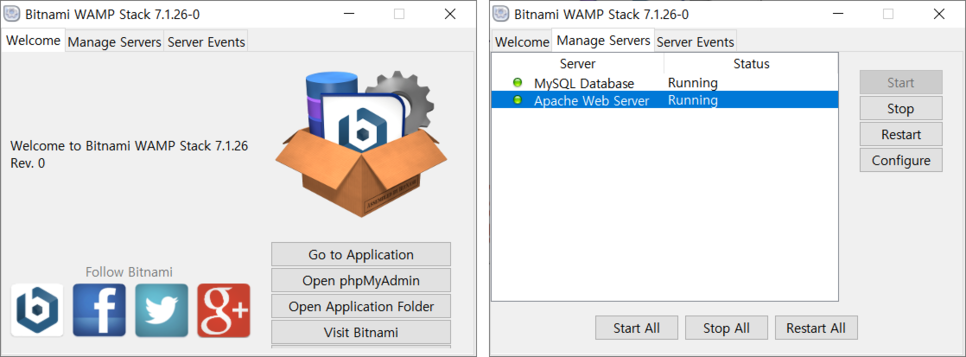 Bitnami WAMP Stack 7.1.26-0
Welcome Manage Servers Server Events
Welcome to Bitnami WAMP Stack 7.1.26
Rev. 0
Follow Bitnami
Go to Application
Open phpMyAdmin
Open Application Folder
Visit Bitnami
Bitnami WAMP Stack 7.1.26-0
Welcome Manage Servers Server Events
Server Status
MySQL Database Running
Apache Web Server Running
Start
Stop
Restart
Configure
Start All Stop All Restart All